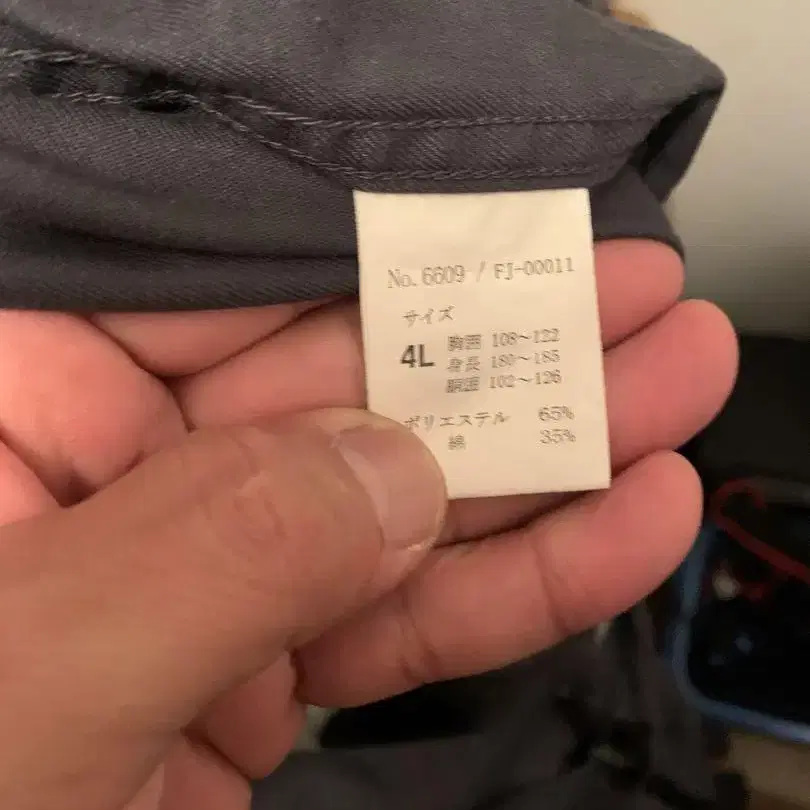 No.6609 / FJ-00011
サイズ
4L 胸囲 108〜122
身長 180〜185
胴囲 102〜126
ポリエステル 65%
綿 35%